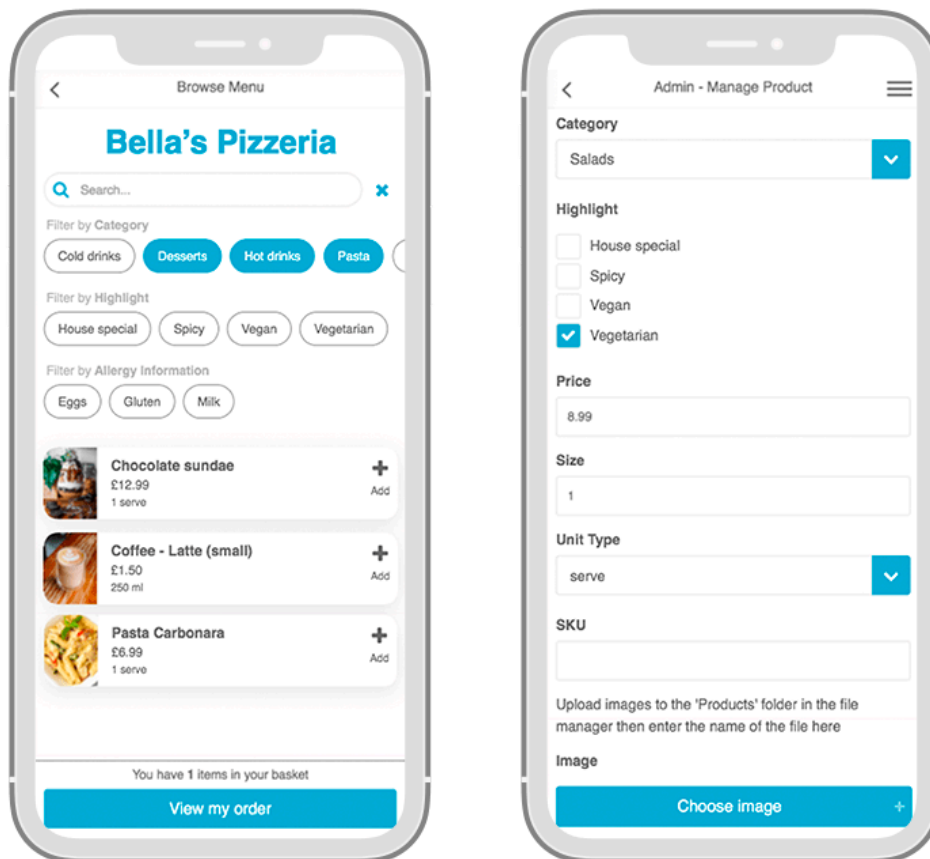 Browse Menu
Bella's Pizzeria
Search...
Filter by Category
Cold drinks Desserts Hot drinks Pasta
Filter by Highlight
House special Spicy Vegan Vegetarian
Filter by Allergy Information
Eggs Gluten Milk
Chocolate sundae
£12.99
1 serve
Add
Coffee - Latte (small)
£1.50
250 ml
Add
Pasta Carbonara
£6.99
1 serve
Add
You have 1 items in your basket
View my order
Admin - Manage Product
Category
Salads
Highlight
House special
Spicy
Vegan
Vegetarian
Price
8.99
Size
1
Unit Type
serve
SKU
Upload images to the 'Products' folder in the file
manager then enter the name of the file here
Image
Choose image +